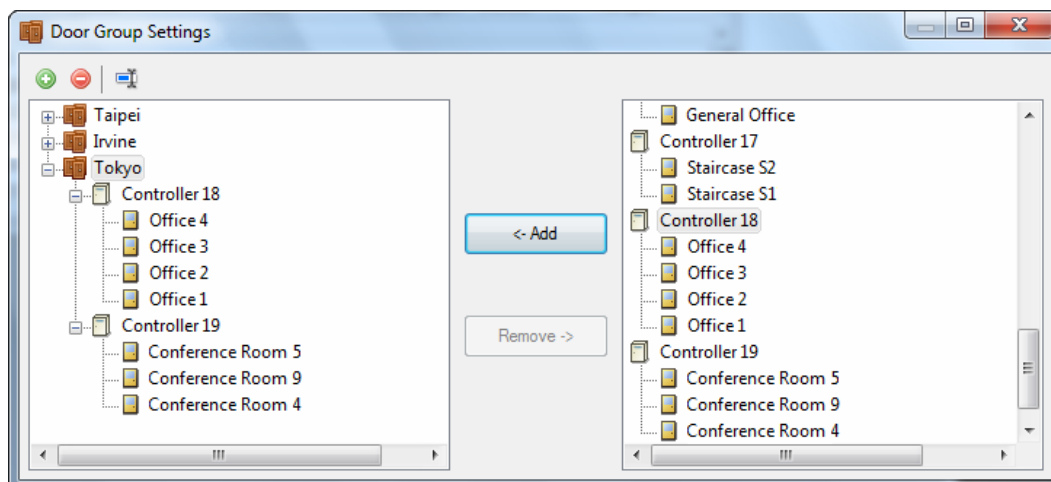 Door Group Settings
Taipei
Irvine
Tokyo
Controller 18
Office 4
Office 3
Office 2
Office 1
Controller 19
Conference Room 5
Conference Room 9
Conference Room 4
<- Add
Remove ->
General Office
Controller 17
Staircase S2
Staircase S1
Controller 18
Office 4
Office 3
Office 2
Office 1
Controller 19
Conference Room 5
Conference Room 9
Conference Room 4